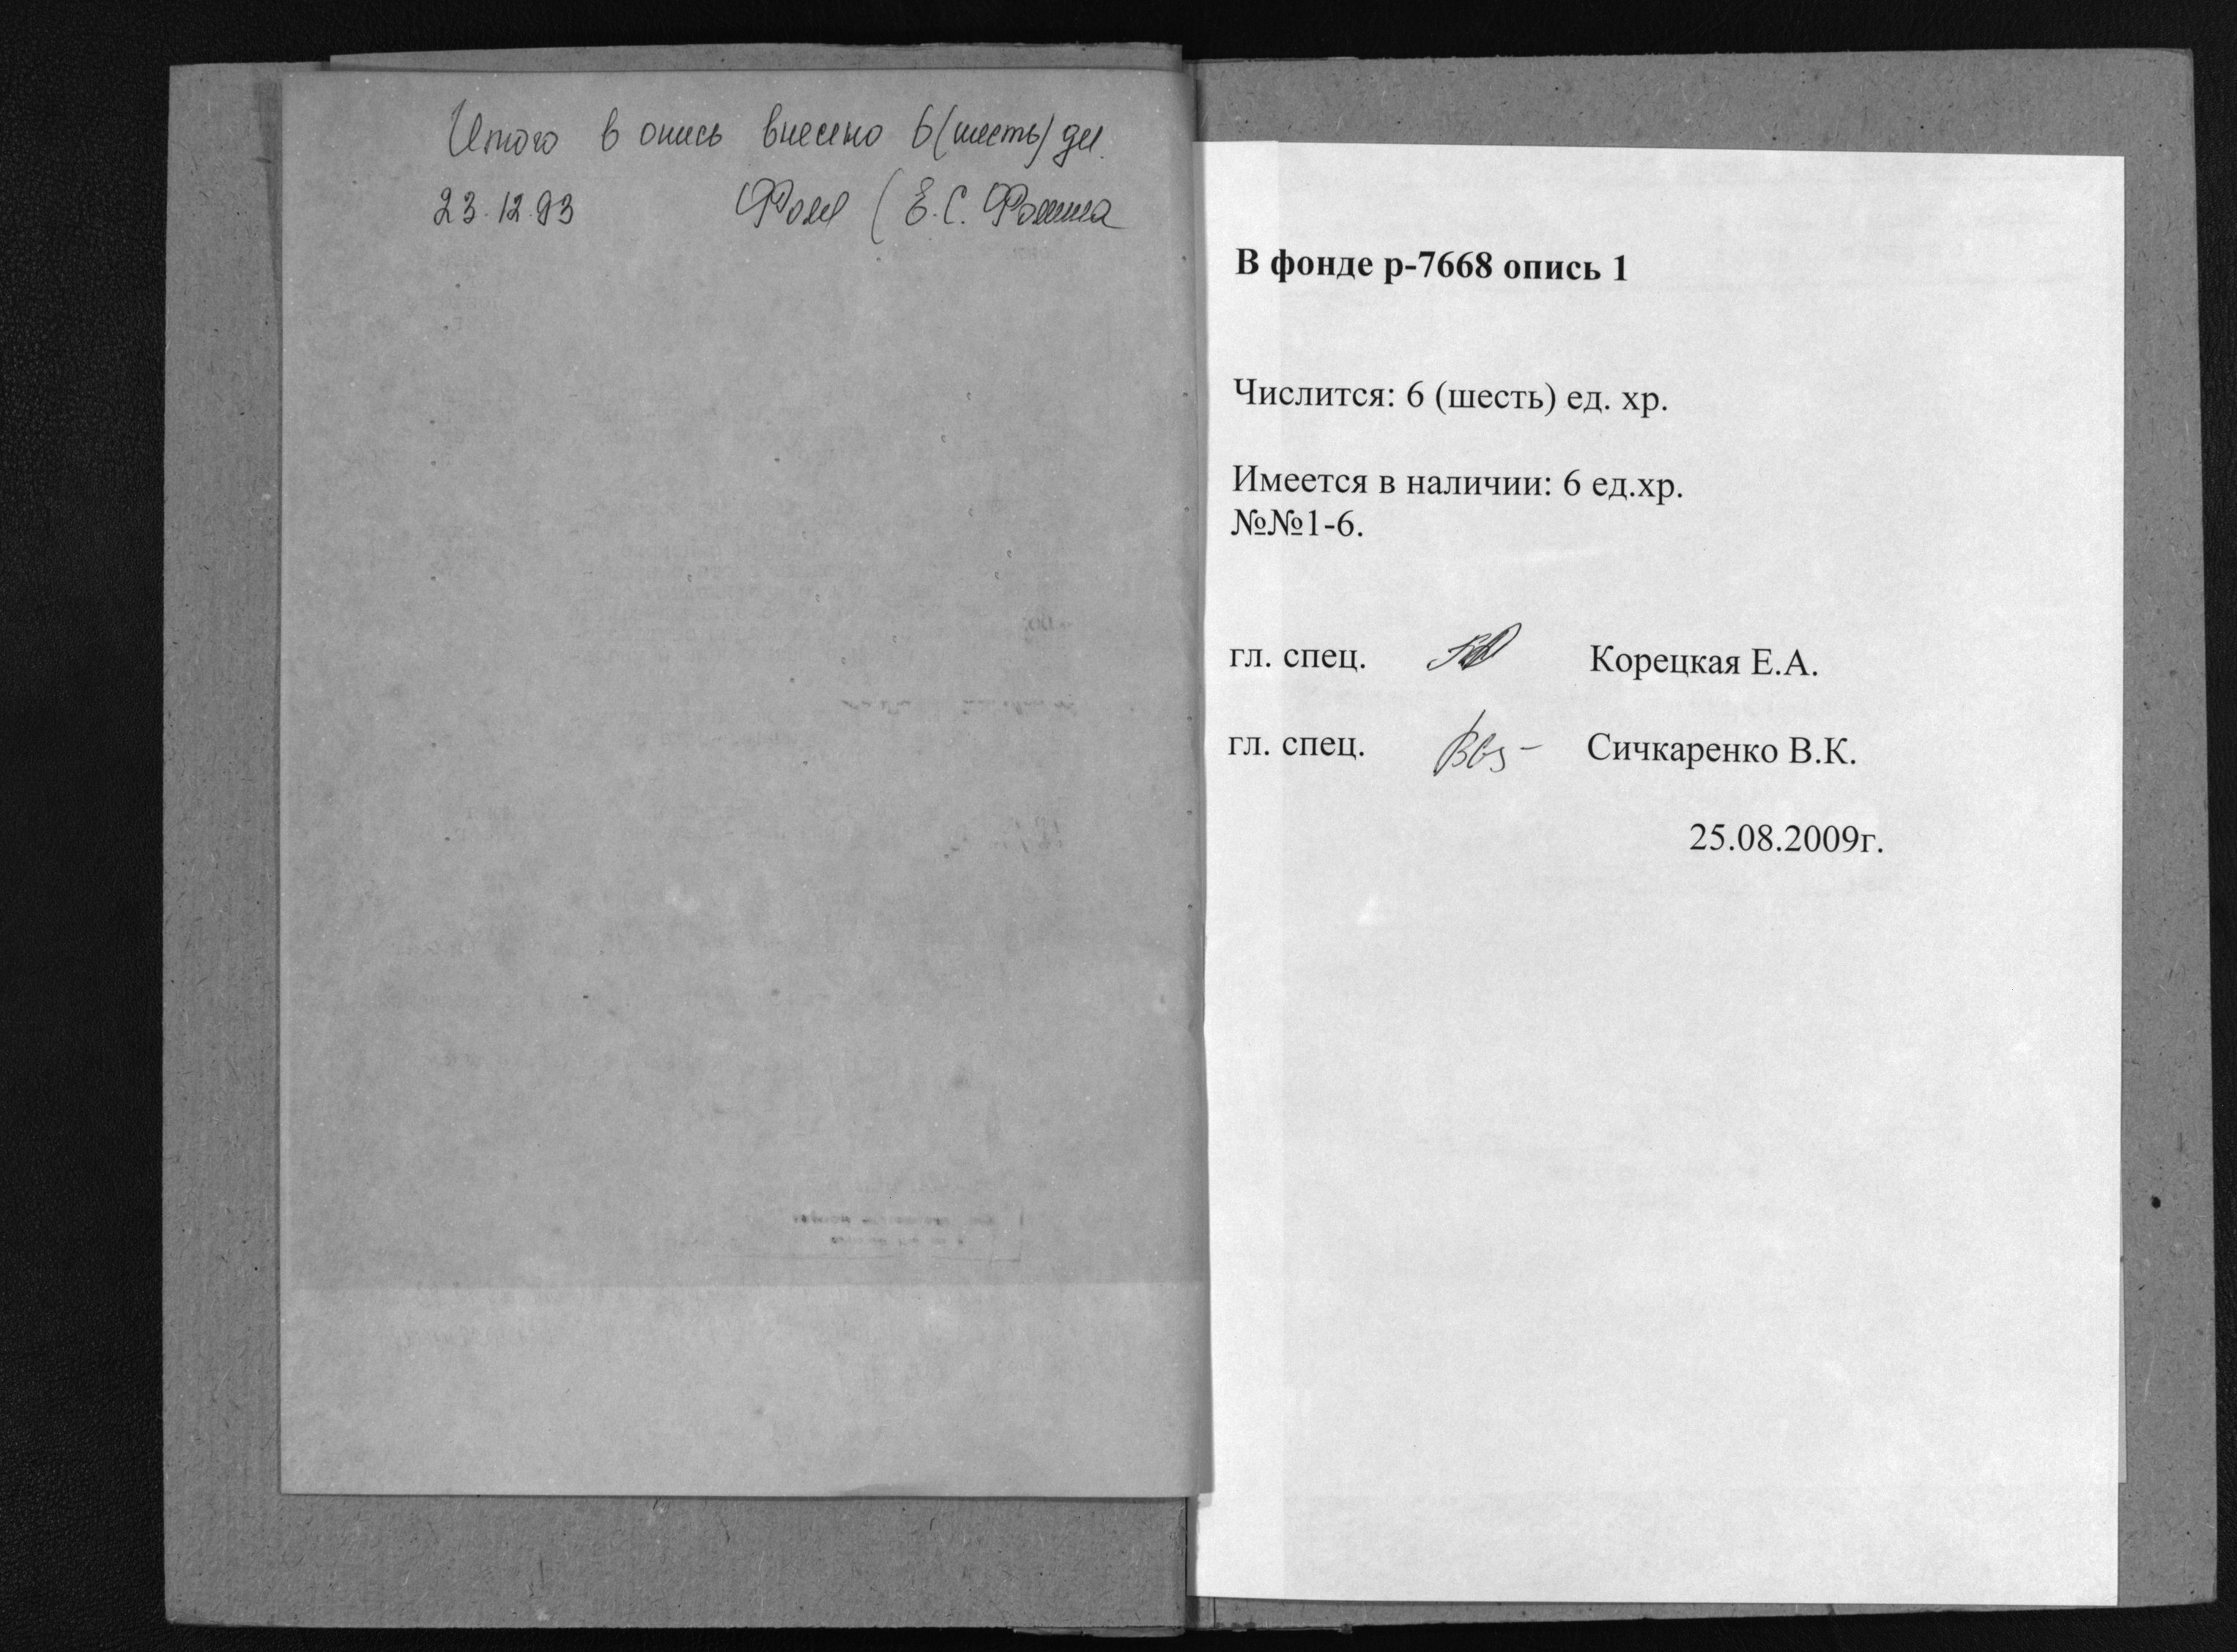 Итого в опись внесено 6 (шесть) дел.
23.12.93 (Е.С. Фомина
В фонде р-7668 опись 1
Числится: 6 (шесть) ед. хр.
Имеется в наличии: 6 ед.хр.
№№1-6.
гл. спец. Корецкая Е.А.
гл. спец. Сичкаренко В.К.
25.08.2009г.